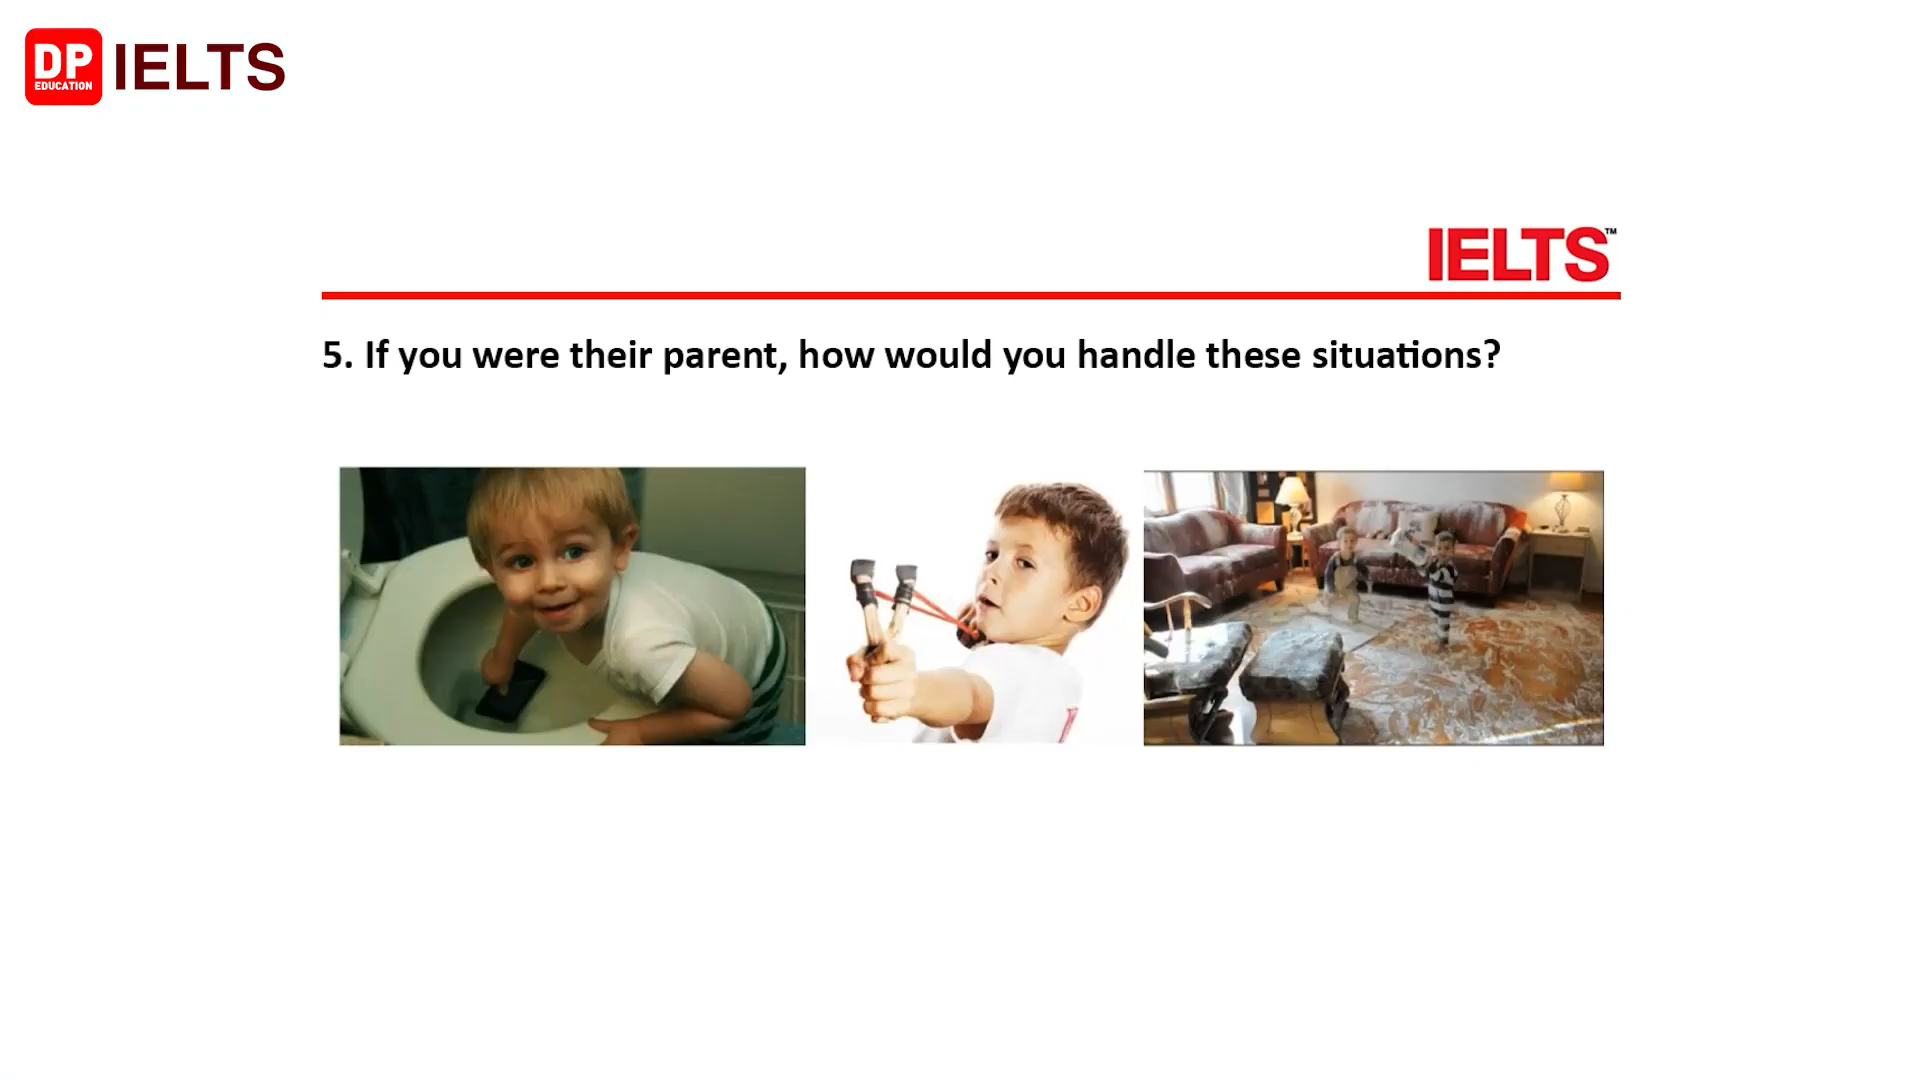 DP
EDUCATION
IELTS
IELTS™
5. If you were their parent, how would you handle these situations?